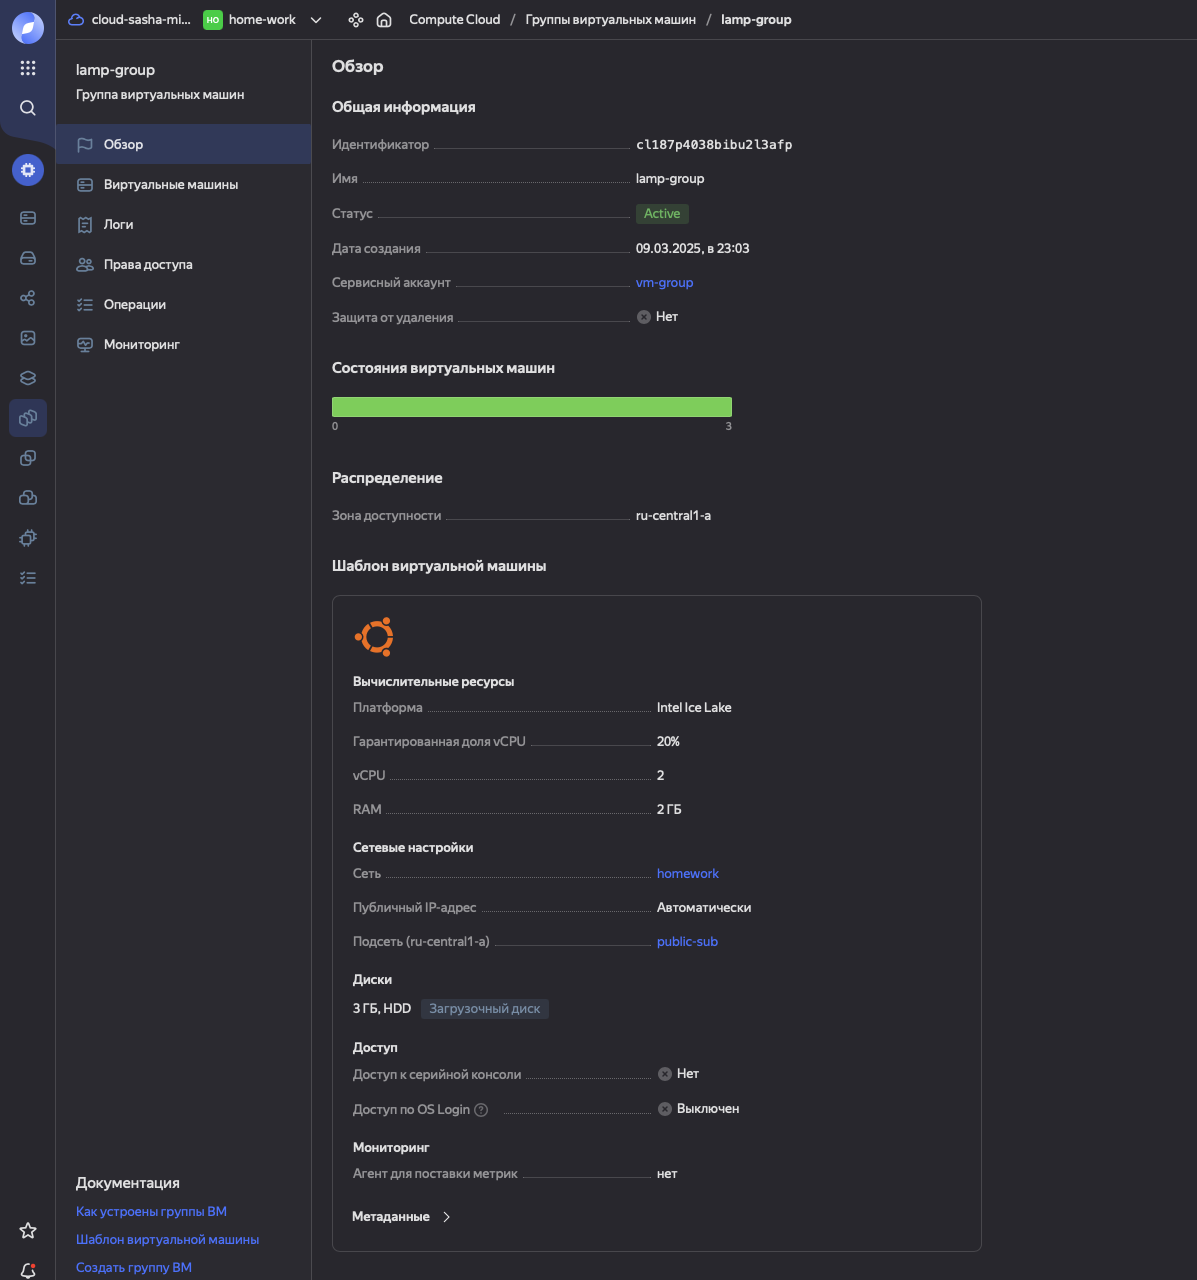 cloud-sasha-mi... HO home-work Compute Cloud / Группы виртуальных машин / lamp-group
lamp-group
Группа виртуальных машин
Обзор
Виртуальные машины
Логи
Права доступа
Операции
Мониторинг
Документация
Как устроены группы ВМ
Шаблон виртуальной машины
Создать группу ВМ
Обзор
Общая информация
Идентификатор cl187p4038bibu2l3afp
Имя lamp-group
Статус Active
Дата создания 09.03.2025, в 23:03
Сервисный аккаунт vm-group
Защита от удаления Нет
Состояния виртуальных машин
0 3
Распределение
Зона доступности ru-central1-a
Шаблон виртуальной машины
Вычислительные ресурсы
Платформа Intel Ice Lake
Гарантированная доля vCPU 20%
vCPU 2
RAM 2 ГБ
Сетевые настройки
Сеть homework
Публичный IP-адрес Автоматически
Подсеть (ru-central1-a) public-sub
Диски
3 ГБ, HDD Загрузочный диск
Доступ
Доступ к серийной консоли Нет
Доступ по OS Login ? Выключен
Мониторинг
Агент для поставки метрик нет
Метаданные